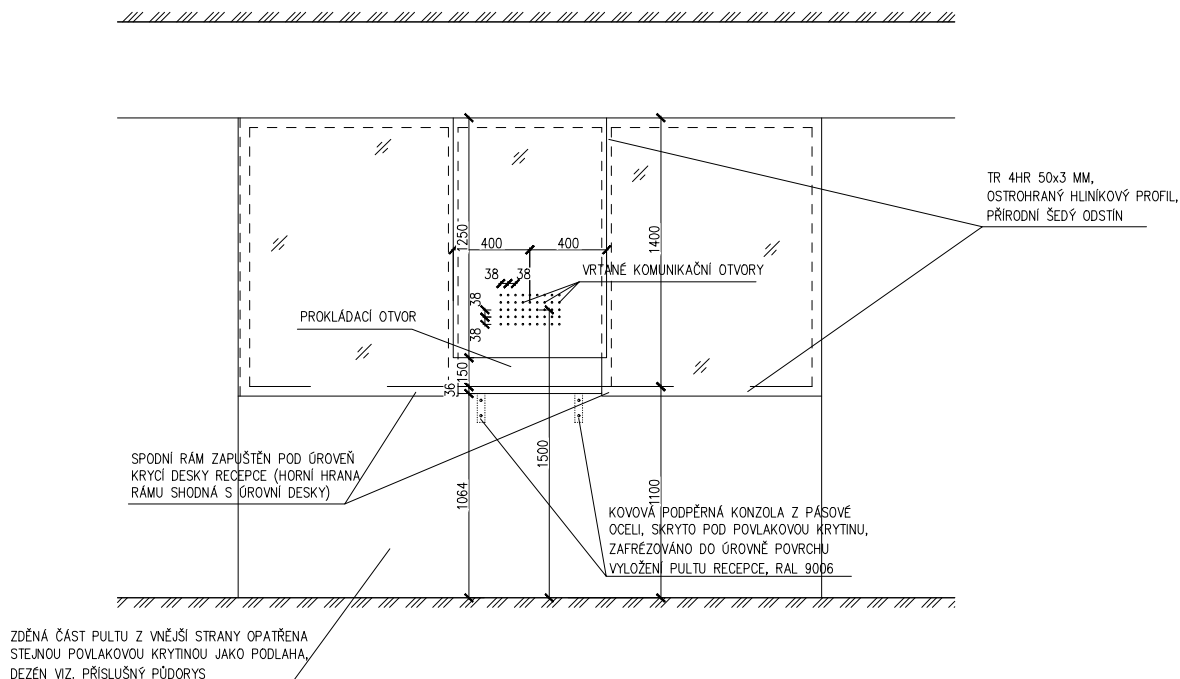 TR 4HR 50x3 MM,
OSTROHRANÝ HLINÍKOVÝ PROFIL,
PŘÍRODNÍ ŠEDÝ ODSTÍN
1250
1400
400
400
38
38
VRTANÉ KOMUNIKAČNÍ OTVORY
38
38
PROKLÁDACÍ OTVOR
150
36
1500
1064
1100
SPODNÍ RÁM ZAPUŠTĚN POD ÚROVEŇ
KRYCÍ DESKY RECEPCE (HORNÍ HRANA
RÁMU SHODNÁ S ÚROVNÍ DESKY)
KOVOVÁ PODPĚRNÁ KONZOLA Z PÁSOVÉ
OCELI, SKRYTO POD POVLAKOVOU KRYTINU,
ZAFRÉZOVÁNO DO ÚROVNĚ POVRCHU
VYLOŽENÍ PULTU RECEPCE, RAL 9006
ZDĚNÁ ČÁST PULTU Z VNĚJŠÍ STRANY OPATŘENA
STEJNOU POVLAKOVOU KRYTINOU JAKO PODLAHA,
DEZÉN VIZ. PŘÍSLUŠNÝ PŮDORYS